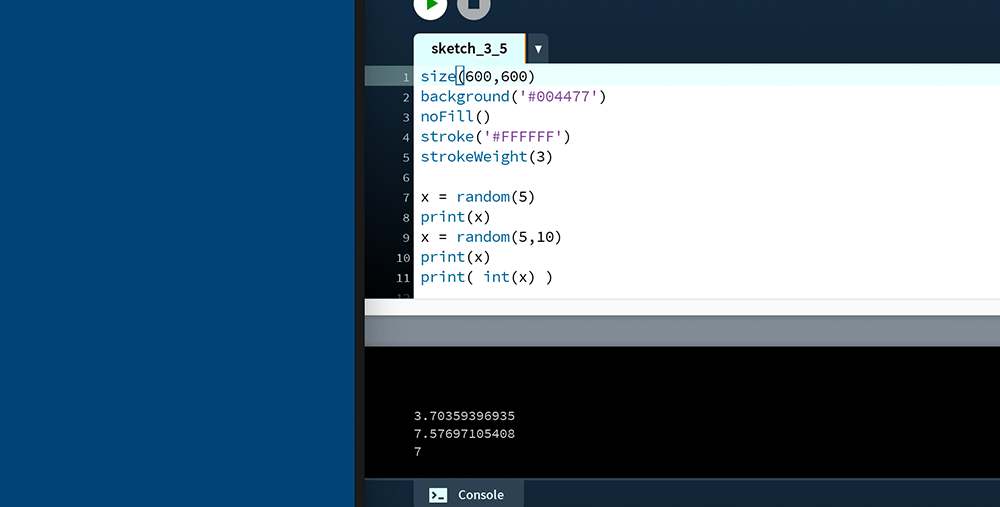 sketch_3_5 ▼
1 size(600,600)
2 background('#004477')
3 noFill()
4 stroke('#FFFFFF')
5 strokeWeight(3)
6
7 x = random(5)
8 print(x)
9 x = random(5,10)
10 print(x)
11 print( int(x) )
12
3.70359396935
7.57697105408
7
>_ Console